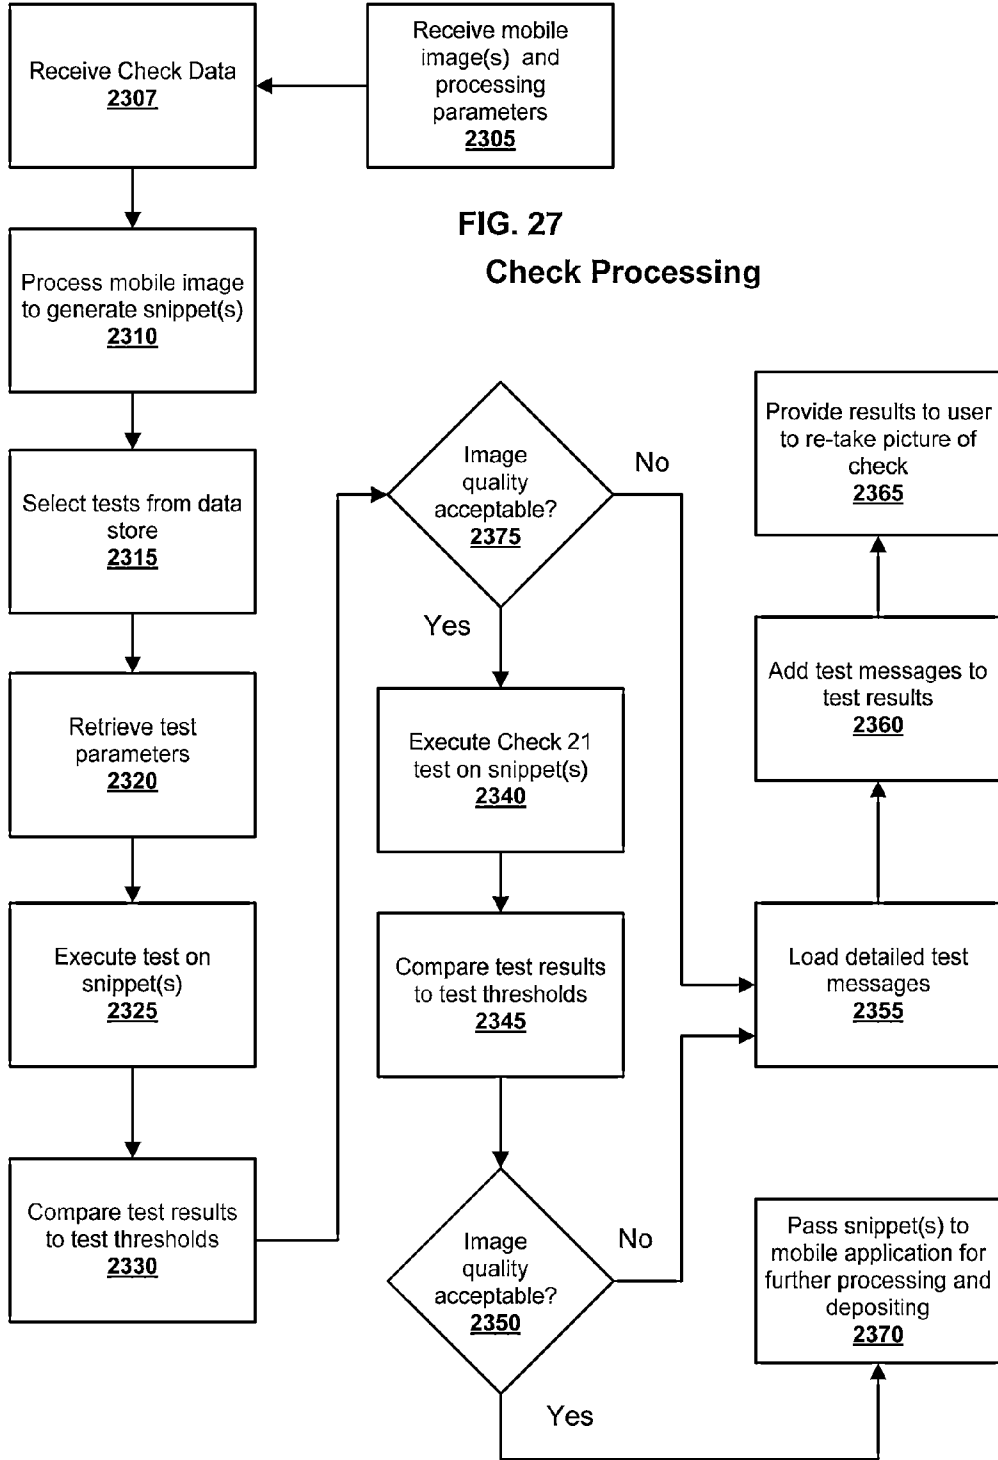 Receive Check Data
2307
Receive mobile
image(s) and
processing
parameters
2305
FIG. 27
Check Processing
Process mobile image
to generate snippet(s)
2310
Select tests from data
store
2315
Retrieve test
parameters
2320
Execute test on
snippet(s)
2325
Compare test results
to test thresholds
2330
Image
quality
acceptable?
2375
No
Yes
Execute Check 21
test on snippet(s)
2340
Compare test results
to test thresholds
2345
Image
quality
acceptable?
2350
No
Yes
Provide results to user
to re-take picture of
check
2365
Add test messages to
test results
2360
Load detailed test
messages
2355
Pass snippet(s) to
mobile application for
further processing and
depositing
2370